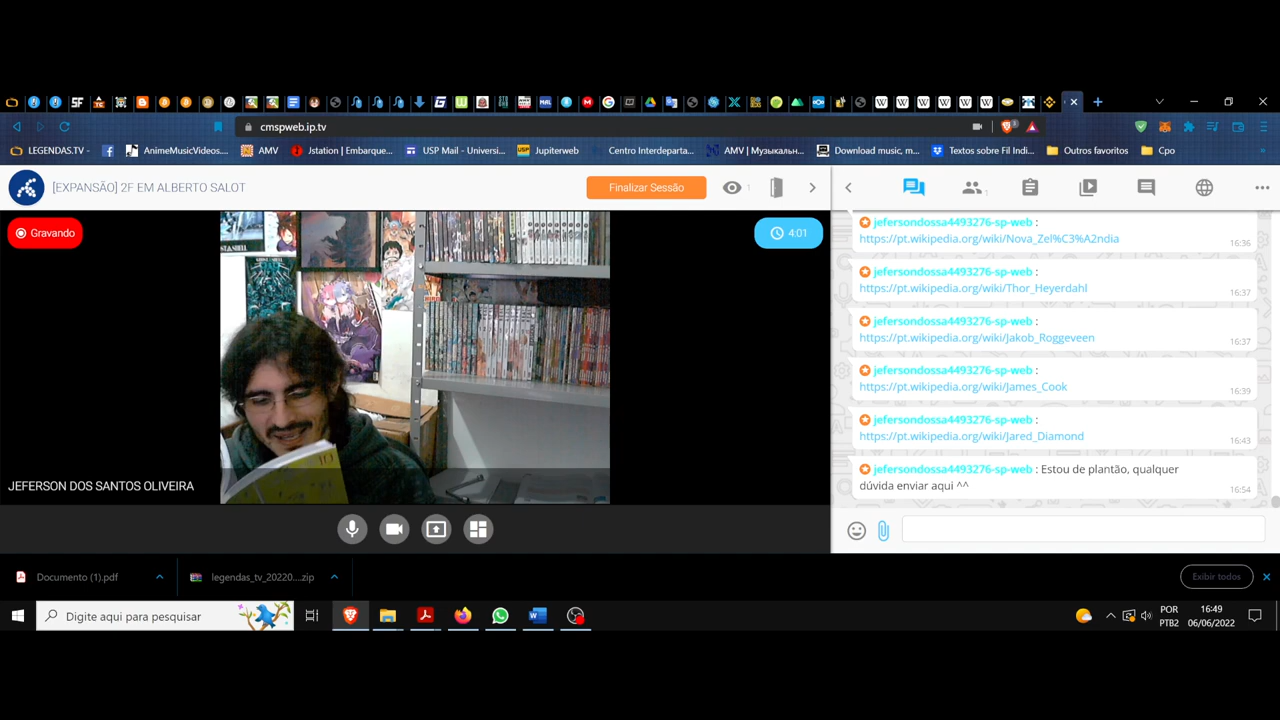 cmspweb.ip.tv
LEGENDAS.TV -
AnimeMusicVideos...
AMV
Jstation | Embarque...
USP Mail - Universi...
Jupiterweb
Centro Interdeparta...
AMV | Музыкальн...
Download music, m...
Textos sobre Fil Indi...
Outros favoritos
Cpo
[EXPANSÃO] 2F EM ALBERTO SALOT
Finalizar Sessão
1
1
Gravando
4:01
JEFERSON DOS SANTOS OLIVEIRA
jefersondossa4493276-sp-web :
https://pt.wikipedia.org/wiki/Nova_Zel%C3%A2ndia
16:36
jefersondossa4493276-sp-web :
https://pt.wikipedia.org/wiki/Thor_Heyerdahl
16:37
jefersondossa4493276-sp-web :
https://pt.wikipedia.org/wiki/Jakob_Roggeveen
16:37
jefersondossa4493276-sp-web :
https://pt.wikipedia.org/wiki/James_Cook
16:39
jefersondossa4493276-sp-web :
https://pt.wikipedia.org/wiki/Jared_Diamond
16:43
jefersondossa4493276-sp-web : Estou de plantão, qualquer
dúvida enviar aqui ^^
16:54
Documento (1).pdf
legendas_tv_20220....zip
Exibir todos
Digite aqui para pesquisar
POR
PTB2
16:49
06/06/2022